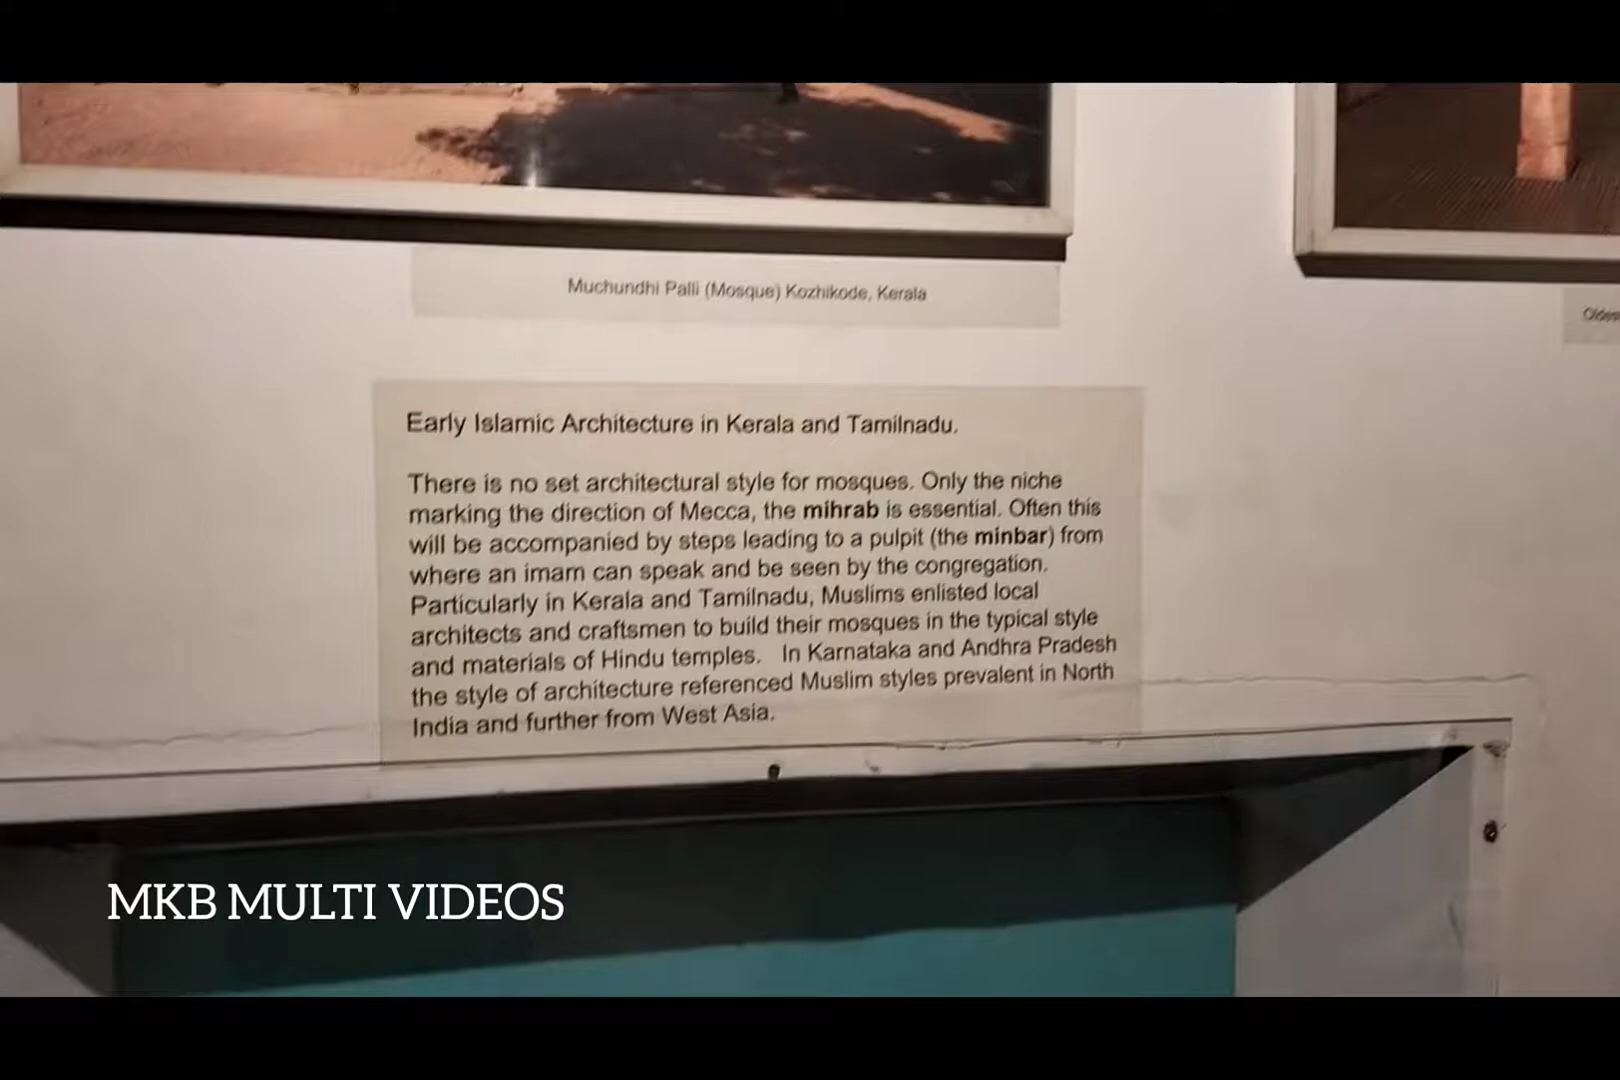 Muchundhi Palli (Mosque) Kozhikode, Kerala
Early Islamic Architecture in Kerala and Tamilnadu.
There is no set architectural style for mosques. Only the niche
marking the direction of Mecca, the mihrab is essential. Often this
will be accompanied by steps leading to a pulpit (the minbar) from
where an imam can speak and be seen by the congregation.
Particularly in Kerala and Tamilnadu, Muslims enlisted local
architects and craftsmen to build their mosques in the typical style
and materials of Hindu temples. In Karnataka and Andhra Pradesh
the style of architecture referenced Muslim styles prevalent in North
India and further from West Asia.
MKB MULTI VIDEOS